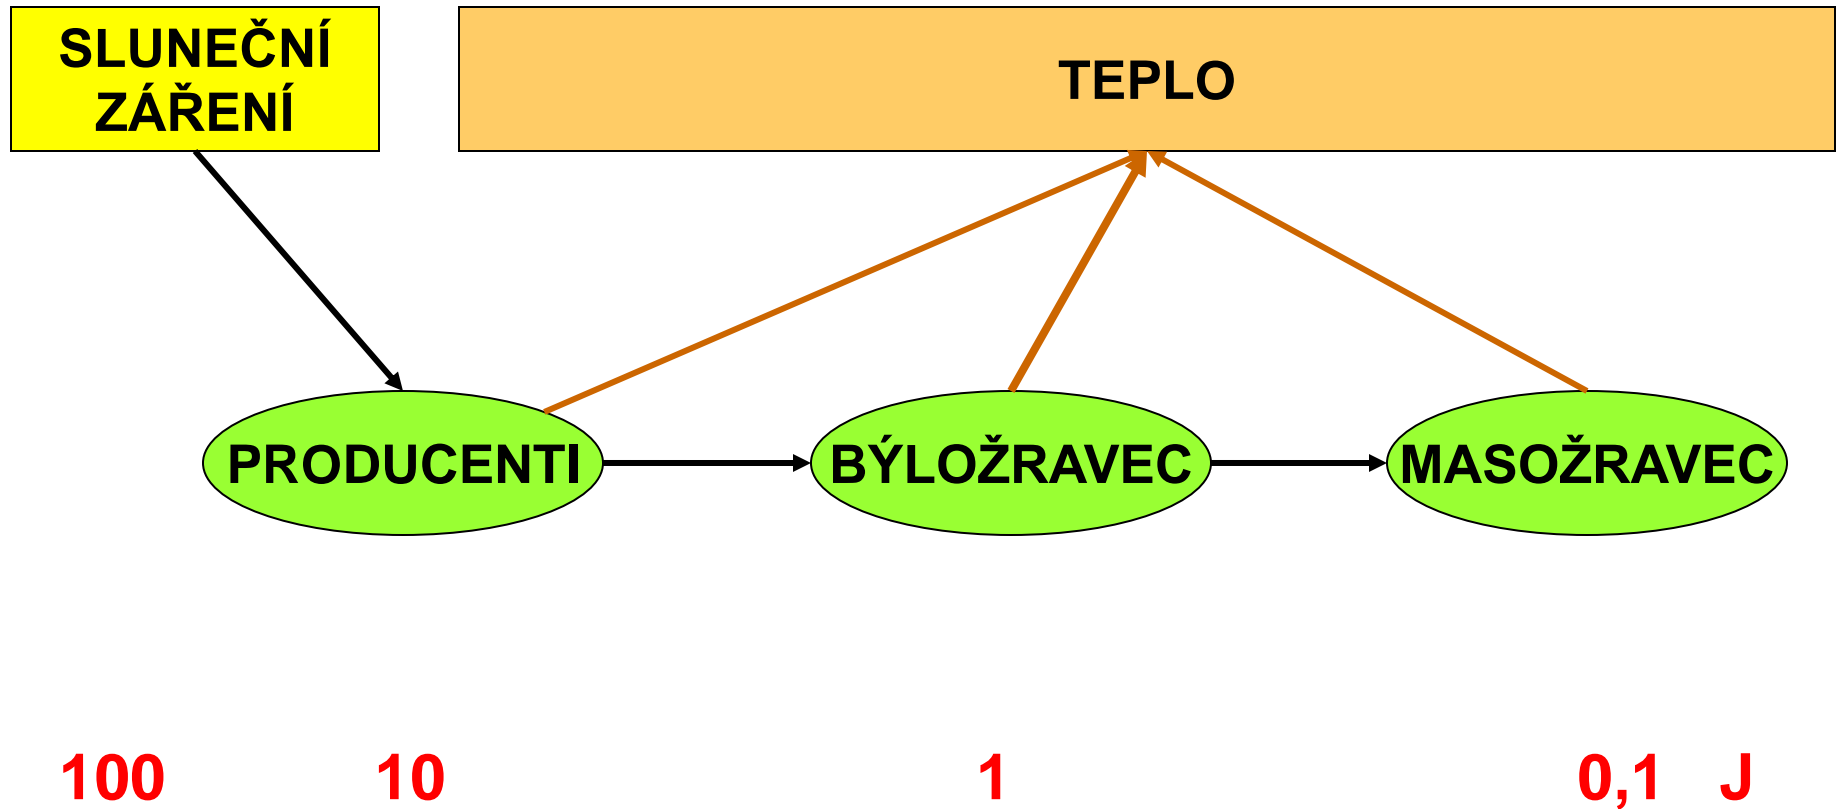 SLUNEČNÍ
ZÁŘENÍ
TEPLO
PRODUCENTI
BÝLOŽRAVEC
MASOŽRAVEC
100 10 1 0,1 J